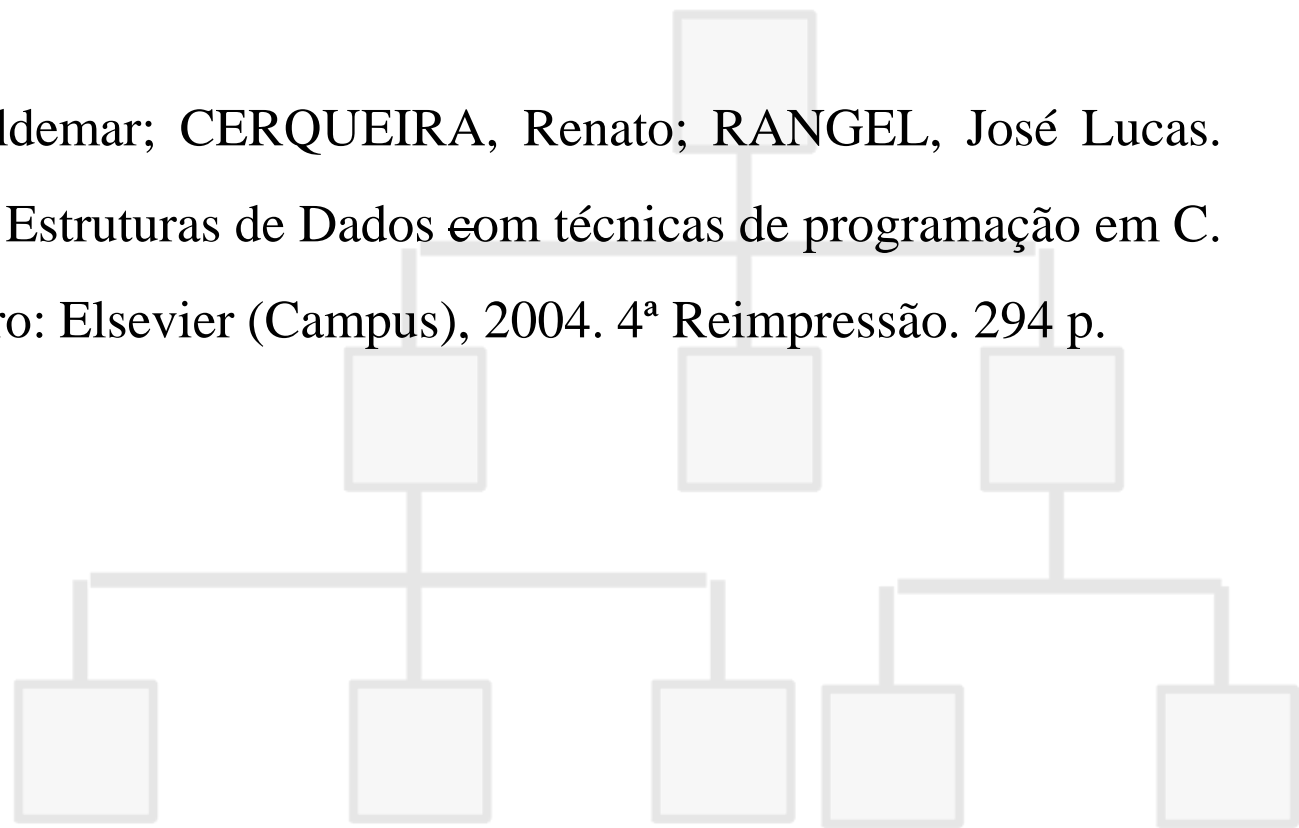 ldemar; CERQUEIRA, Renato; RANGEL, José Lucas.
Estruturas de Dados com técnicas de programação em C.
ro: Elsevier (Campus), 2004. 4ª Reimpressão. 294 p.